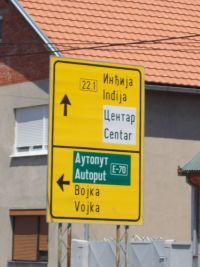 22.1
Инђија
Inđija
Центар
Centar
Аутопут
Autoput
E-70
Војка
Vojka